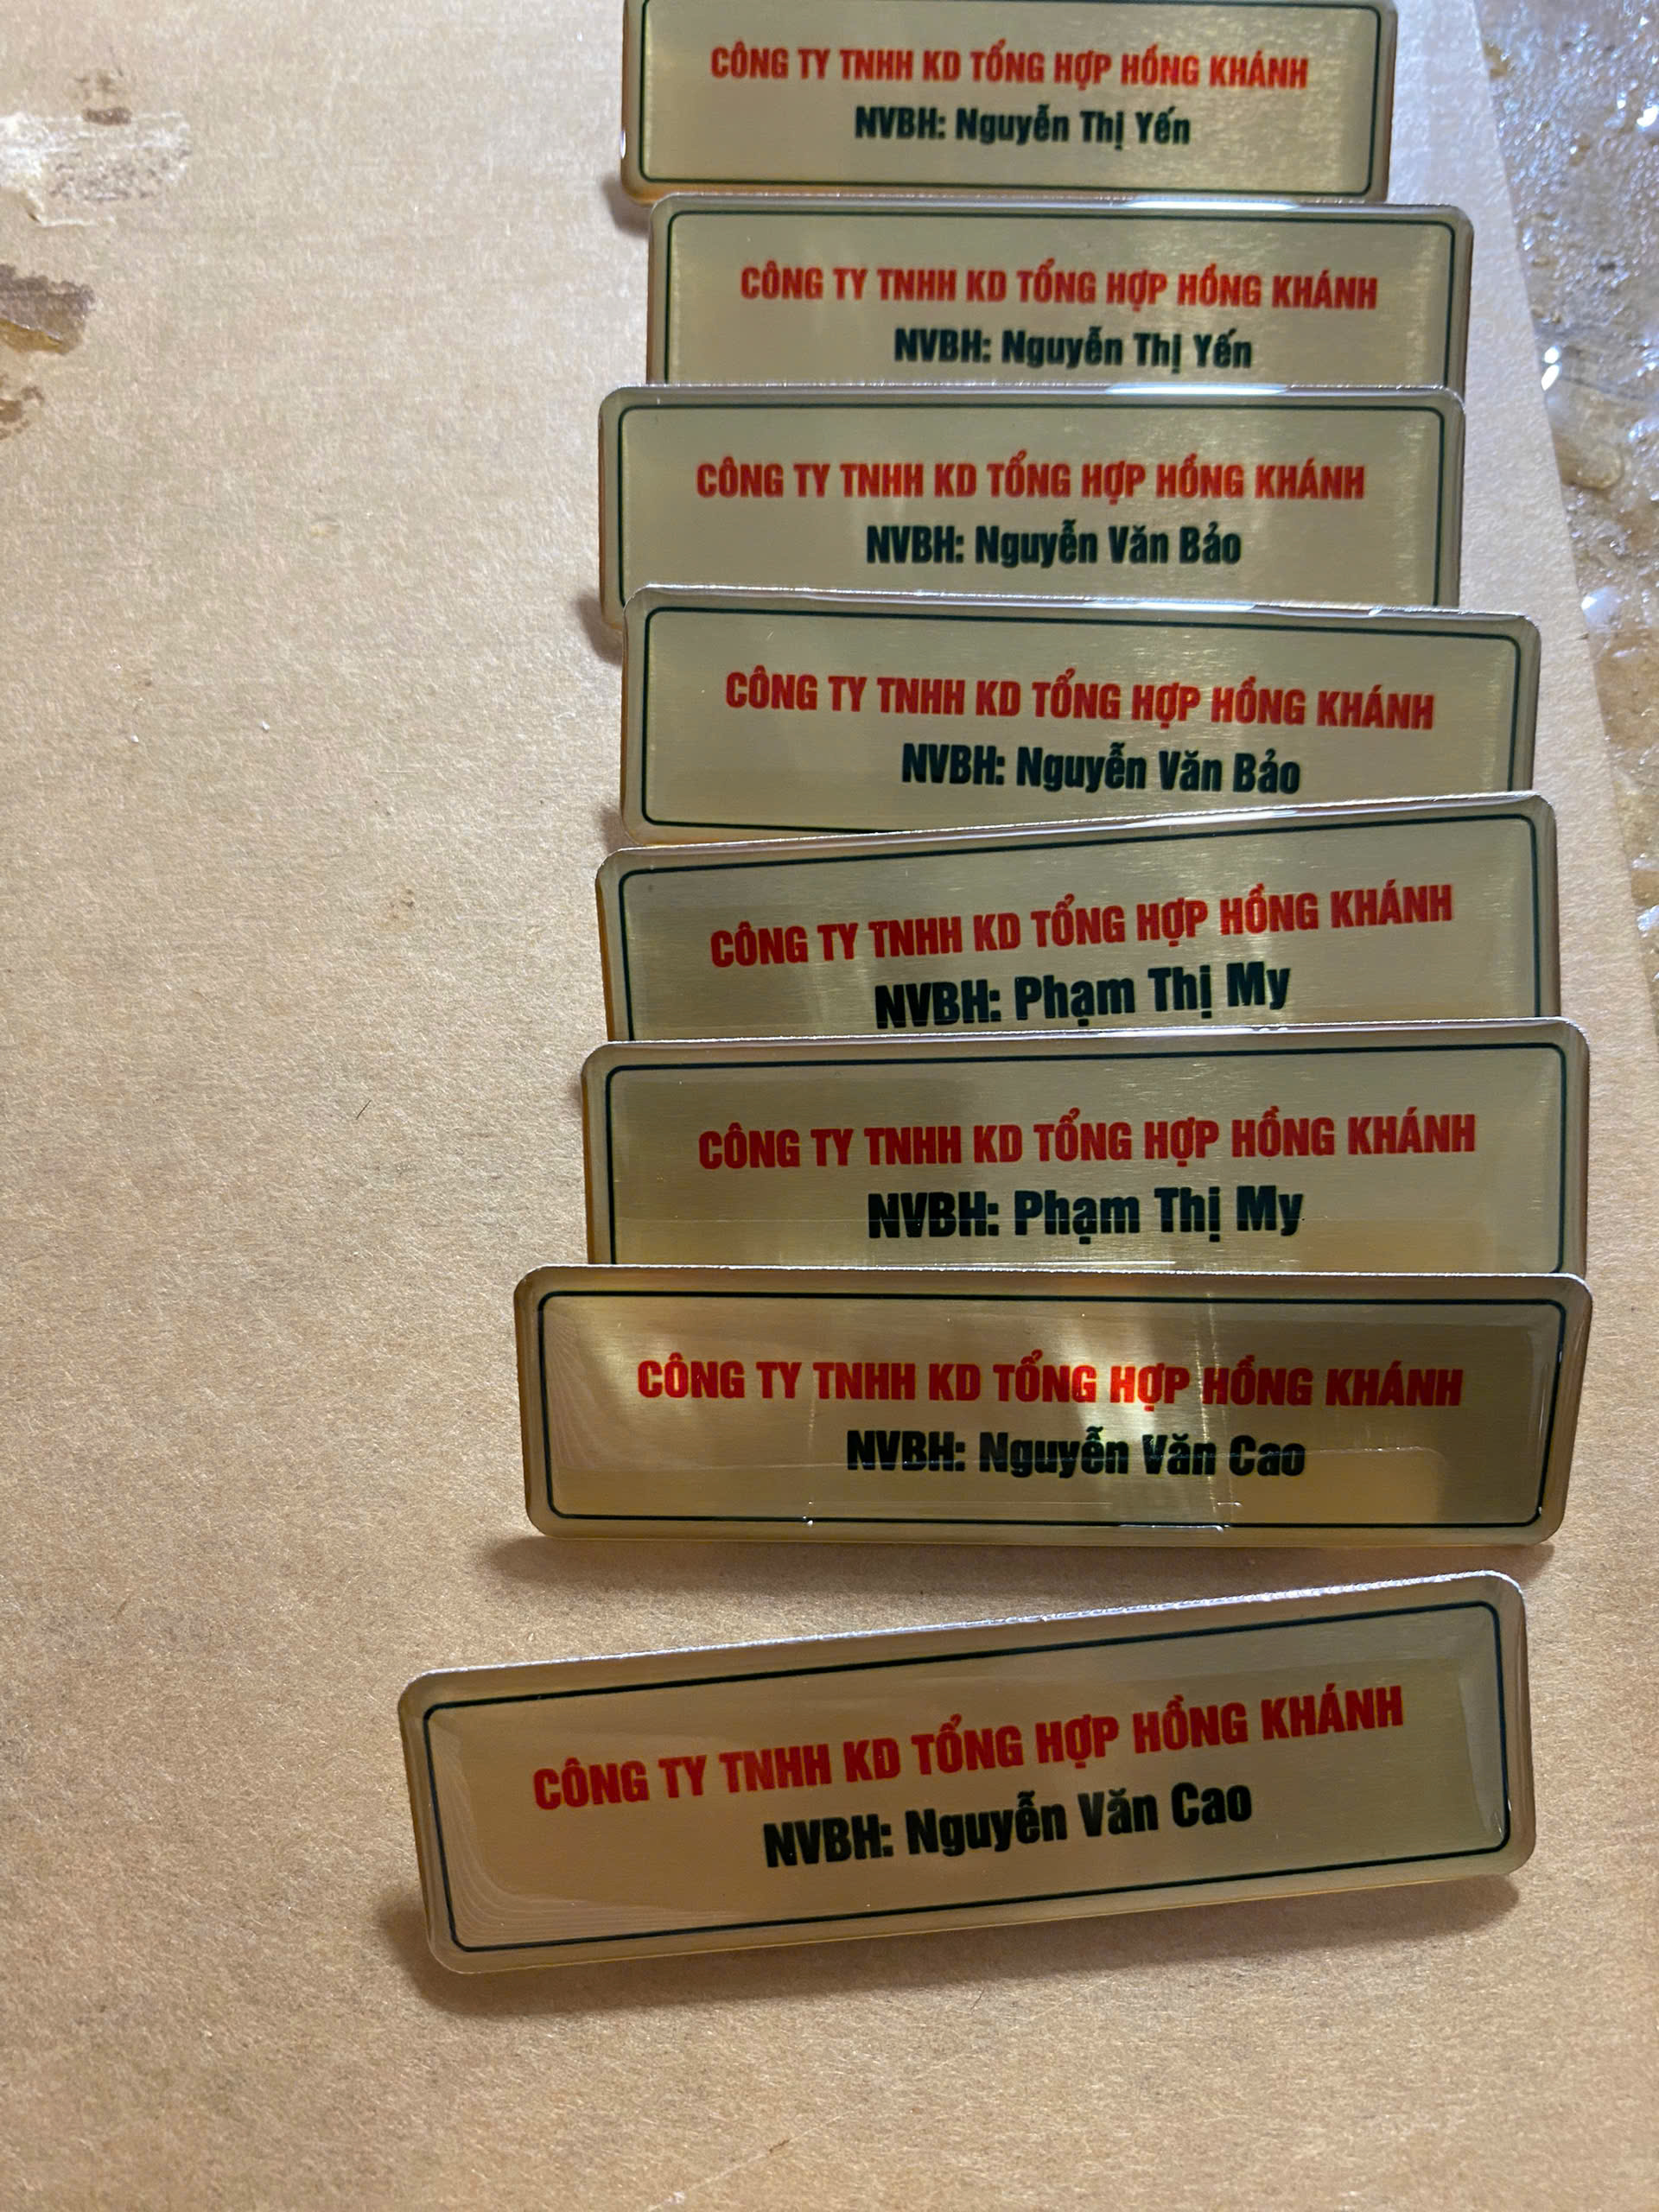 CÔNG TY TNHH KD TỔNG HỢP HỒNG KHÁNH
NVBH: Nguyễn Thị Yến
CÔNG TY TNHH KD TỔNG HỢP HỒNG KHÁNH
NVBH: Nguyễn Thị Yến
CÔNG TY TNHH KD TỔNG HỢP HỒNG KHÁNH
NVBH: Nguyễn Văn Bảo
CÔNG TY TNHH KD TỔNG HỢP HỒNG KHÁNH
NVBH: Nguyễn Văn Bảo
CÔNG TY TNHH KD TỔNG HỢP HỒNG KHÁNH
NVBH: Phạm Thị My
CÔNG TY TNHH KD TỔNG HỢP HỒNG KHÁNH
NVBH: Phạm Thị My
CÔNG TY TNHH KD TỔNG HỢP HỒNG KHÁNH
NVBH: Nguyễn Văn Cao
CÔNG TY TNHH KD TỔNG HỢP HỒNG KHÁNH
NVBH: Nguyễn Văn Cao